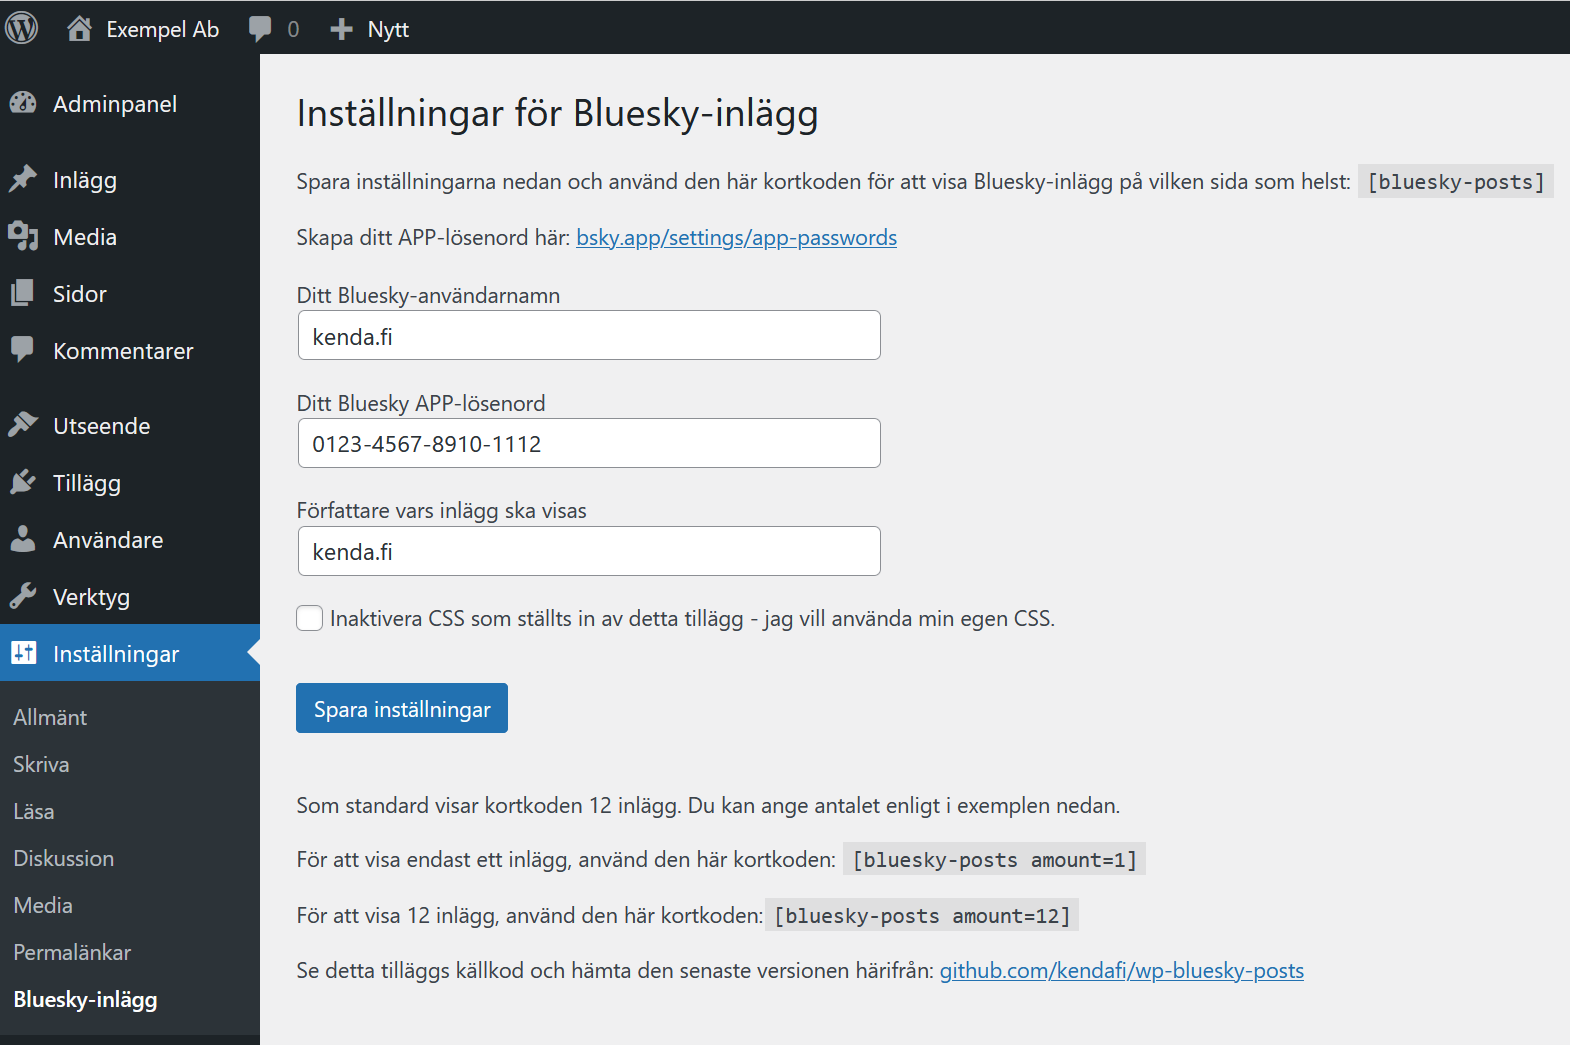 Exempel Ab 0 Nytt
Adminpanel
Inlägg
Media
Sidor
Kommentarer
Utseende
Tillägg
Användare
Verktyg
Inställningar
Allmänt
Skriva
Läsa
Diskussion
Media
Permalänkar
Bluesky-inlägg
Inställningar för Bluesky-inlägg
Spara inställningarna nedan och använd den här kortkoden för att visa Bluesky-inlägg på vilken sida som helst: [bluesky-posts]
Skapa ditt APP-lösenord här: bsky.app/settings/app-passwords
Ditt Bluesky-användarnamn
kenda.fi
Ditt Bluesky APP-lösenord
0123-4567-8910-1112
Författare vars inlägg ska visas
kenda.fi
Inaktivera CSS som ställts in av detta tillägg - jag vill använda min egen CSS.
Spara inställningar
Som standard visar kortkoden 12 inlägg. Du kan ange antalet enligt i exemplen nedan.
För att visa endast ett inlägg, använd den här kortkoden: [bluesky-posts amount=1]
För att visa 12 inlägg, använd den här kortkoden: [bluesky-posts amount=12]
Se detta tilläggs källkod och hämta den senaste versionen härifrån: github.com/kendafi/wp-bluesky-posts